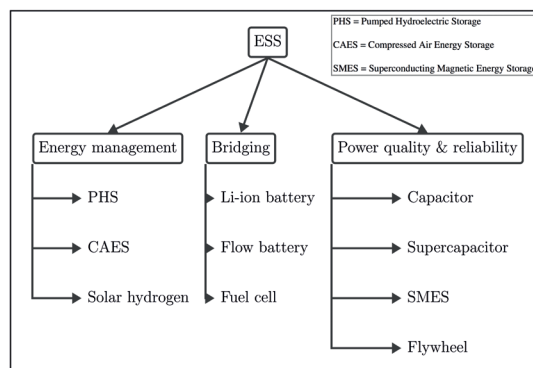 PHS = Pumped Hydroelectric Storage
ESS
CAES = Compressed Air Energy Storage
SMES = Superconducting Magnetic Energy Storage
Energy management
Bridging
Power quality & reliability
PHS
CAES
Solar hydrogen
Li-ion battery
Flow battery
Fuel cell
Capacitor
Supercapacitor
SMES
Flywheel